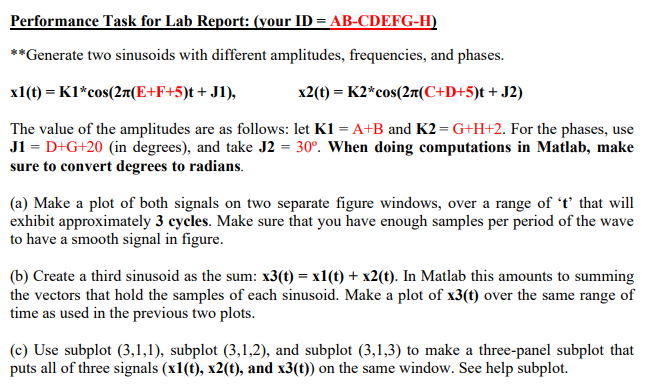 Performance Task for Lab Report: (your ID = AB-CDEFG-H)
**Generate two sinusoids with different amplitudes, frequencies, and phases.
x1(t) = K1*cos(2π(E+F+5)t + J1), x2(t) = K2*cos(2π(C+D+5)t + J2)
The value of the amplitudes are as follows: let K1 = A+B and K2 = G+H+2. For the phases, use
J1 = D+G+20 (in degrees), and take J2 = 30º. When doing computations in Matlab, make
sure to convert degrees to radians.
(a) Make a plot of both signals on two separate figure windows, over a range of ‘t’ that will
exhibit approximately 3 cycles. Make sure that you have enough samples per period of the wave
to have a smooth signal in figure.
(b) Create a third sinusoid as the sum: x3(t) = x1(t) + x2(t). In Matlab this amounts to summing
the vectors that hold the samples of each sinusoid. Make a plot of x3(t) over the same range of
time as used in the previous two plots.
(c) Use subplot (3,1,1), subplot (3,1,2), and subplot (3,1,3) to make a three-panel subplot that
puts all of three signals (x1(t), x2(t), and x3(t)) on the same window. See help subplot.